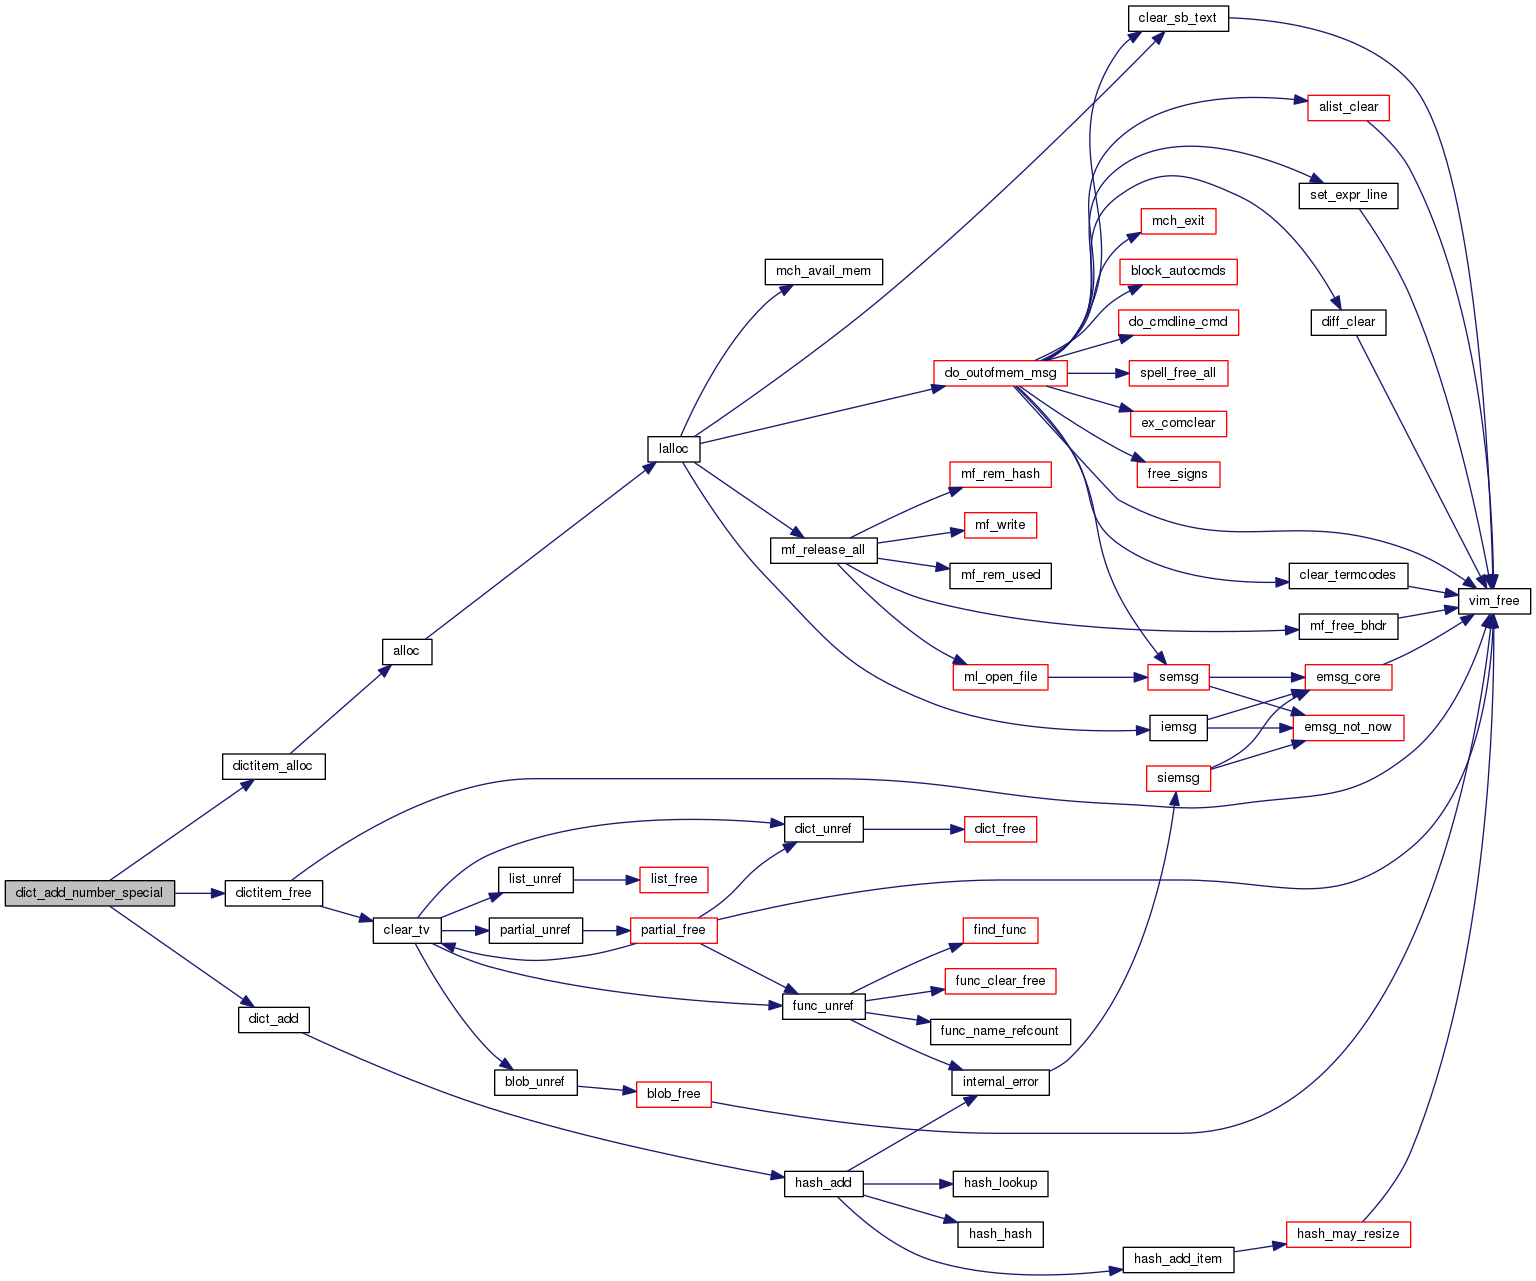 clear_sb_text
alist_clear
set_expr_line
mch_exit
mch_avail_mem
block_autocmds
do_cmdline_cmd
diff_clear
do_outofmem_msg
spell_free_all
ex_comclear
lalloc
mf_rem_hash
free_signs
mf_write
mf_release_all
mf_rem_used
clear_termcodes
vim_free
mf_free_bhdr
alloc
ml_open_file
semsg
emsg_core
iemsg
emsg_not_now
dictitem_alloc
siemsg
dict_unref
dict_free
list_unref
list_free
dict_add_number_special
dictitem_free
clear_tv
partial_unref
partial_free
find_func
func_clear_free
func_unref
dict_add
func_name_refcount
blob_unref
internal_error
blob_free
hash_add
hash_lookup
hash_hash
hash_may_resize
hash_add_item